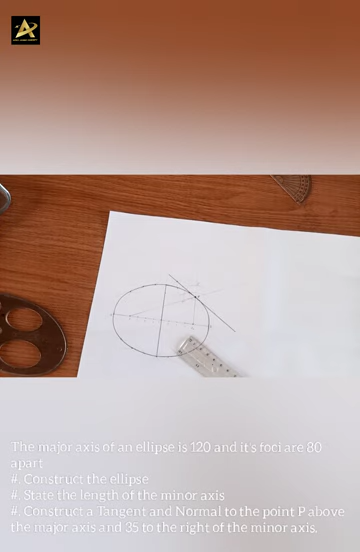 The major axis of an ellipse is 120 and it's foci are 80
apart
#. Construct the ellipse
#. State the length of the minor axis
#. Construct a Tangent and Normal to the point P above
the major axis and 35 to the right of the minor axis.